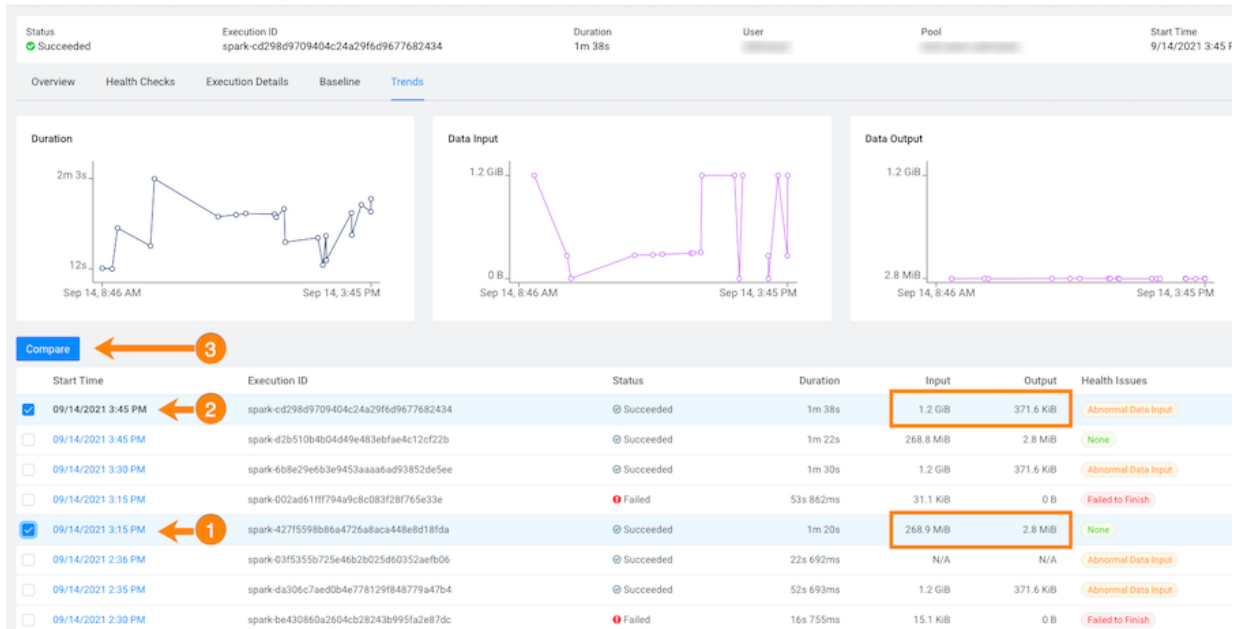 Status Execution ID Duration User Pool Start Time
Succeeded spark-cd298d9709404c24a29f6d9677682434 1m 38s 9/14/2021 3:45
Overview Health Checks Execution Details Baseline Trends
Duration Data Input Data Output
2m 3s 1.2 GiB 1.2 GiB
12s 0 B 2.8 MiB
Sep 14, 8:46 AM Sep 14, 3:45 PM Sep 14, 8:46 AM Sep 14, 3:45 PM Sep 14, 8:46 AM Sep 14, 3:45 PM
Compare 3
Start Time Execution ID Status Duration Input Output Health Issues
09/14/2021 3:45 PM 2 spark-cd298d9709404c24a29f6d9677682434 Succeeded 1m 38s 1.2 GiB 371.6 KiB Abnormal Data Input
09/14/2021 3:45 PM spark-d2b510b4b04d49e483ebfae4c12cf22b Succeeded 1m 22s 268.8 MiB 2.8 MiB None
09/14/2021 3:30 PM spark-6b8e29e6b3e9453aaaa6ad93852de5ee Succeeded 1m 30s 1.2 GiB 371.6 KiB Abnormal Data Input
09/14/2021 3:15 PM spark-002ad61fff794a9c8c083f28f765e33e Failed 53s 862ms 31.1 KiB 0 B Failed to Finish
09/14/2021 3:15 PM 1 spark-427f5598b86a4726a8aca448e8d18fda Succeeded 1m 20s 268.9 MiB 2.8 MiB None
09/14/2021 2:36 PM spark-03f5355b725e46b2b025d60352aefb06 Succeeded 22s 692ms N/A N/A Abnormal Data Input
09/14/2021 2:35 PM spark-da306c7aed0b4e778129f848779a47b4 Succeeded 52s 693ms 1.2 GiB 371.6 KiB Abnormal Data Input
09/14/2021 2:30 PM spark-be430860a2604cb28243b995fa2e87dc Failed 16s 755ms 15.1 KiB 0 B Failed to Finish